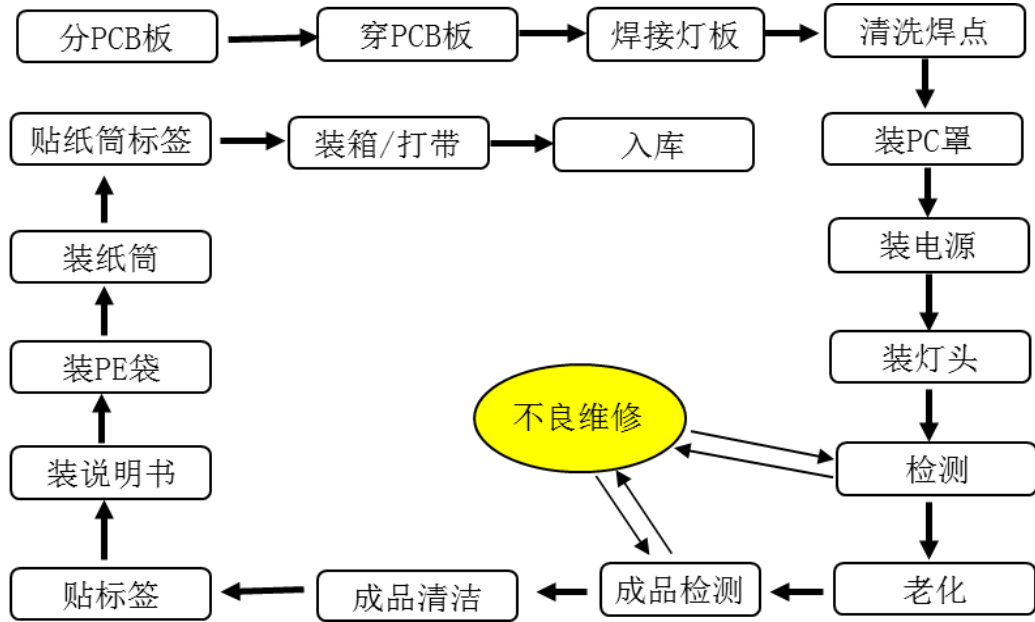 分PCB板
穿PCB板
焊接灯板
清洗焊点
贴纸筒标签
装箱/打带
入库
装PC罩
装纸筒
装电源
装PE袋
装灯头
不良维修
装说明书
检测
贴标签
成品清洁
成品检测
老化